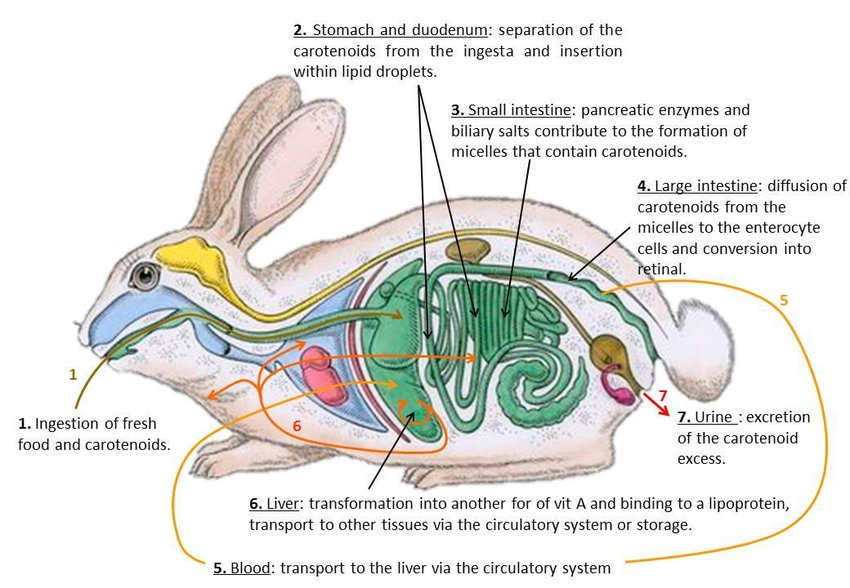 2. Stomach and duodenum: separation of the
carotenoids from the ingesta and insertion
within lipid droplets.
3. Small intestine: pancreatic enzymes and
biliary salts contribute to the formation of
micelles that contain carotenoids.
4. Large intestine: diffusion of
carotenoids from the
micelles to the enterocyte
cells and conversion into
retinal.
5
1
7
1. Ingestion of fresh
food and carotenoids.
6
7. Urine : excretion
of the carotenoid
excess.
6. Liver: transformation into another for of vit A and binding to a lipoprotein,
transport to other tissues via the circulatory system or storage.
5. Blood: transport to the liver via the circulatory system